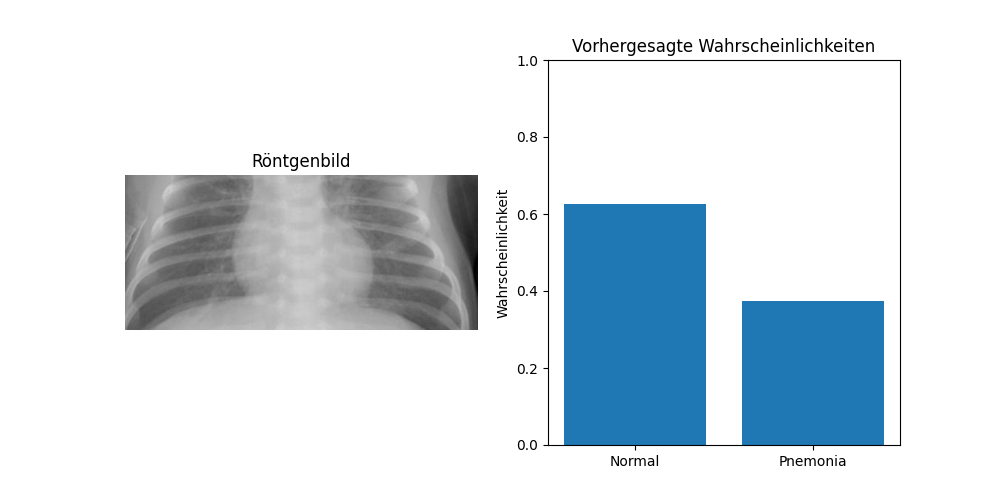 Röntgenbild
Vorhergesagte Wahrscheinlichkeiten
Wahrscheinlichkeit
1.0
0.8
0.6
0.4
0.2
0.0
Normal
Pnemonia